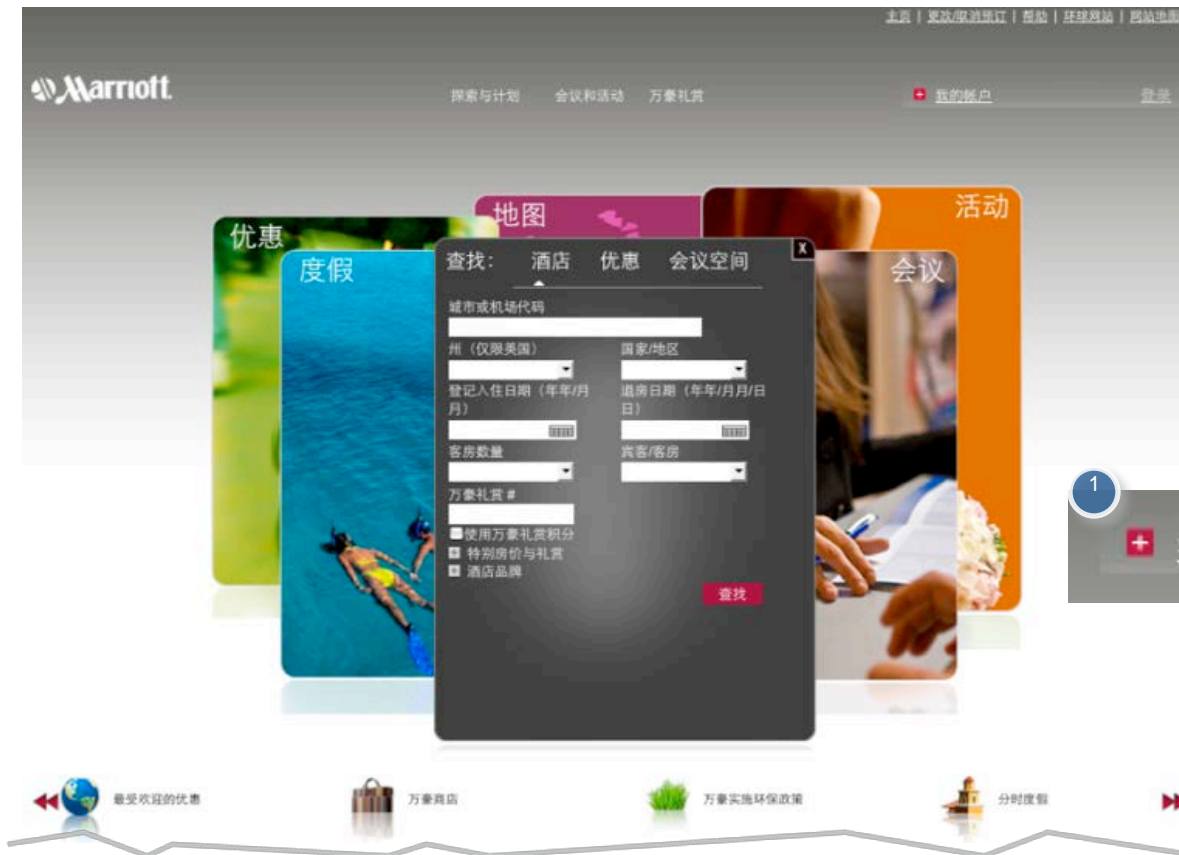 主页 | 更改/取消预订 | 帮助 | 环球网站 | 网站地图
Marriott
探索与计划 会议和活动 万豪礼赏
我的帐户 登录
地图
活动
优惠
度假
会议
查找： 酒店 优惠 会议空间 X
城市或机场代码
州（仅限英国） 国家/地区
登记入住日期（年年/月 退房日期（年年/月月/日
月） 日）
客房数量 宾客/客房
万豪礼赏 #
使用万豪礼赏积分
特别房价与礼赏
酒店品牌
查找
1
最受欢迎的优惠 万豪商店 万豪实施环保政策 分时度假